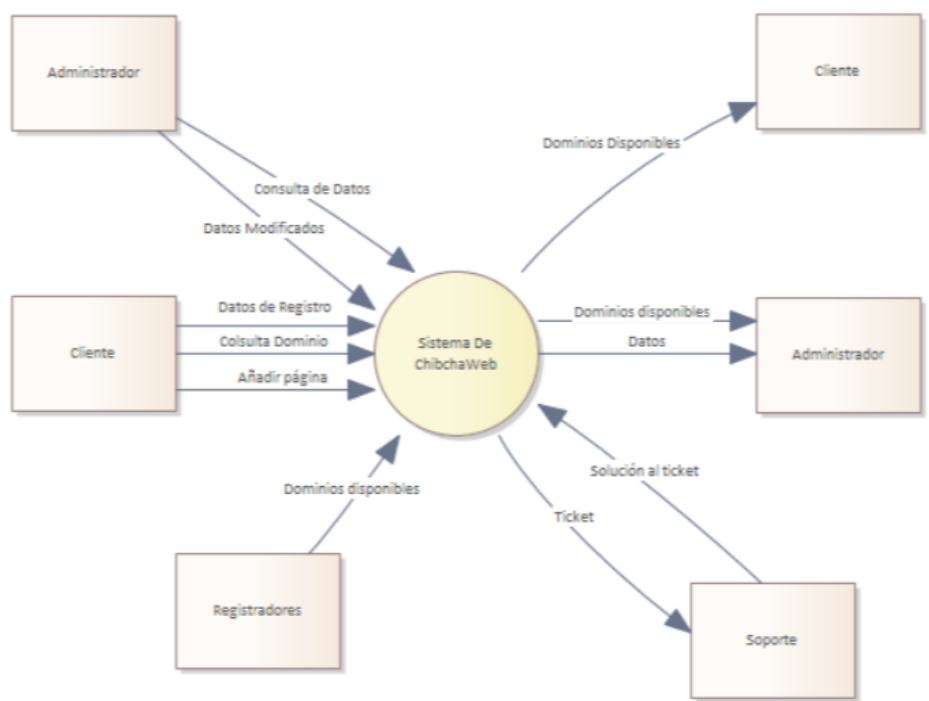 Administrador
Cliente
Dominios Disponibles
Consulta de Datos
Datos Modificados
Datos de Registro
Colsulta Dominio
Añadir página
Cliente
Sistema De
ChibchaWeb
Dominios disponibles
Datos
Administrador
Dominios disponibles
Solución al ticket
Ticket
Registradores
Soporte